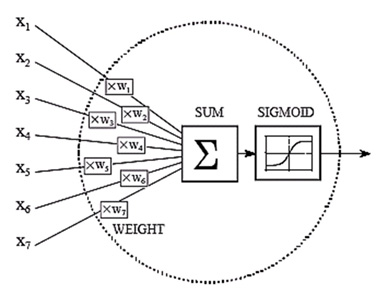 X₁
X₂
X₃
X₄
X₅
X₆
X₇
×w₁
×w₂
×w₃
×w₄
×w₅
×w₆
×w₇
WEIGHT
SUM
Σ
SIGMOID